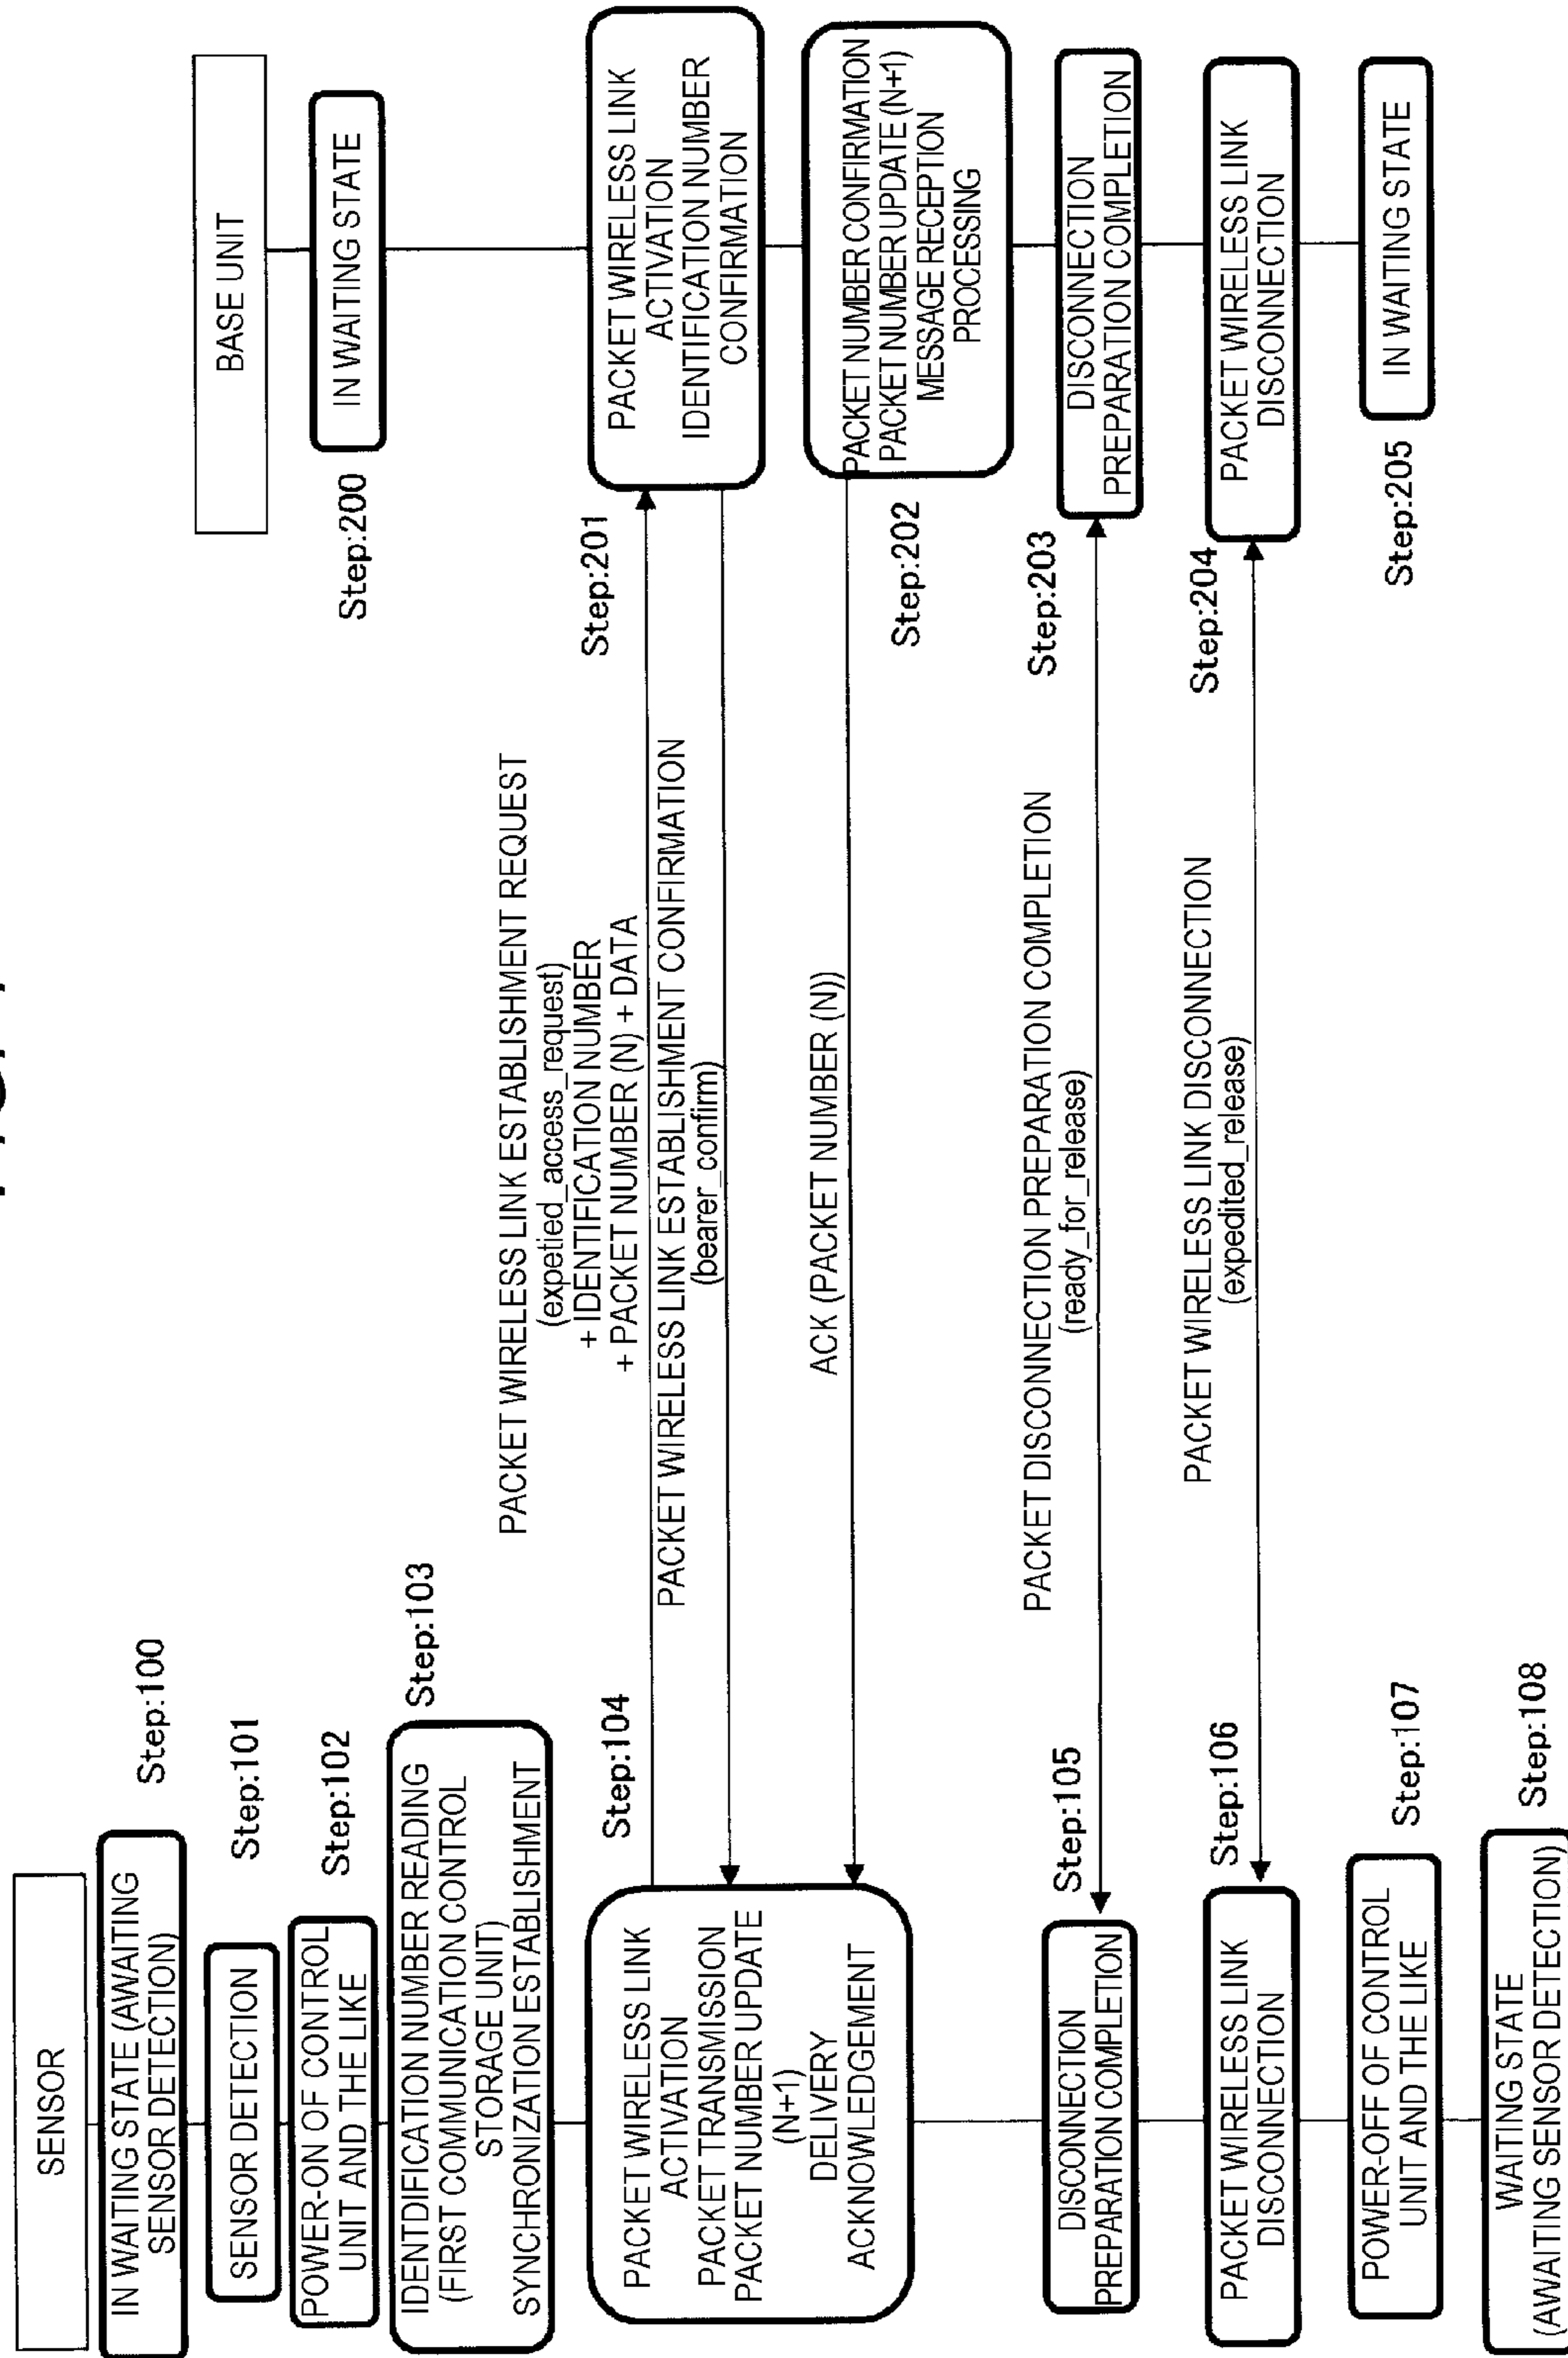 SENSOR
IN WAITING STATE (AWAITING
SENSOR DETECTION)
Step:100
SENSOR DETECTION
Step:101
POWER-ON OF CONTROL
UNIT AND THE LIKE
Step:102
IDENTDIFICATION NUMBER READING
(FIRST COMMUNICATION CONTROL
STORAGE UNIT)
SYNCHRONIZATION ESTABLISHMENT
Step:103
PACKET WIRELESS LINK
ACTIVATION
PACKET TRANSMISSION
PACKET NUMBER UPDATE
(N+1)
DELIVERY
ACKNOWLEDGEMENT
Step:104
DISCONNECTION
PREPARATION COMPLETION
Step:105
PACKET WIRELESS LINK
DISCONNECTION
Step:106
POWER-OFF OF CONTROL
UNIT AND THE LIKE
Step:107
WAITING STATE
(AWAITING SENSOR DETECTION)
Step:108
PACKET WIRELESS LINK ESTABLISHMENT REQUEST
(expetied_access_request)
+ IDENTIFICATION NUMBER
+ PACKET NUMBER (N) + DATA
PACKET WIRELESS LINK ESTABLISHMENT CONFIRMATION
(bearer_confirm)
ACK (PACKET NUMBER (N))
PACKET DISCONNECTION PREPARATION COMPLETION
(ready_for_release)
PACKET WIRELESS LINK DISCONNECTION
(expedited_release)
BASE UNIT
IN WAITING STATE
Step:200
PACKET WIRELESS LINK
ACTIVATION
IDENTIFICATION NUMBER
CONFIRMATION
Step:201
PACKET NUMBER CONFIRMATION
PACKET NUMBER UPDATE (N+1)
MESSAGE RECEPTION
PROCESSING
Step:202
DISCONNECTION
PREPARATION COMPLETION
Step:203
PACKET WIRELESS LINK
DISCONNECTION
Step:204
IN WAITING STATE
Step:205